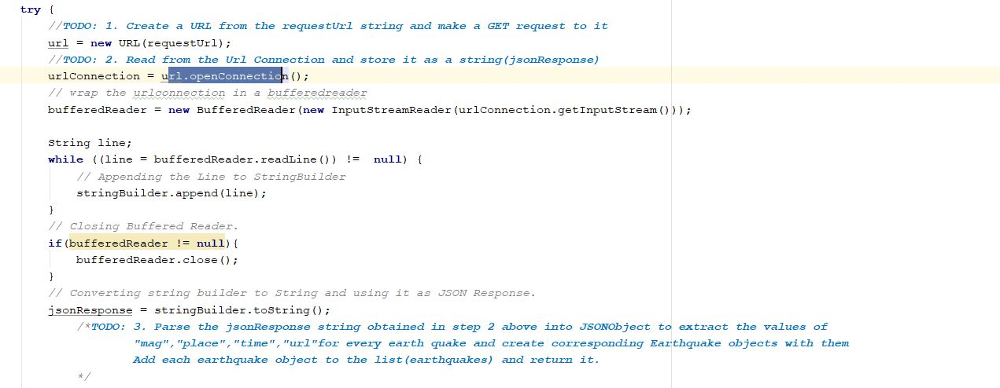 try {
//TODO: 1. Create a URL from the requestUrl string and make a GET request to it
url = new URL(requestUrl);
//TODO: 2. Read from the Url Connection and store it as a string(jsonResponse)
urlConnection = url.openConnection();
// wrap the urlconnection in a bufferedreader
bufferedReader = new BufferedReader(new InputStreamReader(urlConnection.getInputStream()));
String line;
while ((line = bufferedReader.readLine()) !=  null) {
// Appending the Line to StringBuilder
stringBuilder.append(line);
}
// Closing Buffered Reader.
if(bufferedReader != null){
bufferedReader.close();
}
// Converting string builder to String and using it as JSON Response.
jsonResponse = stringBuilder.toString();
/*TODO: 3. Parse the jsonResponse string obtained in step 2 above into JSONObject to extract the values of
"mag","place","time","url"for every earth quake and create corresponding Earthquake objects with them
Add each earthquake object to the list(earthquakes) and return it.
*/